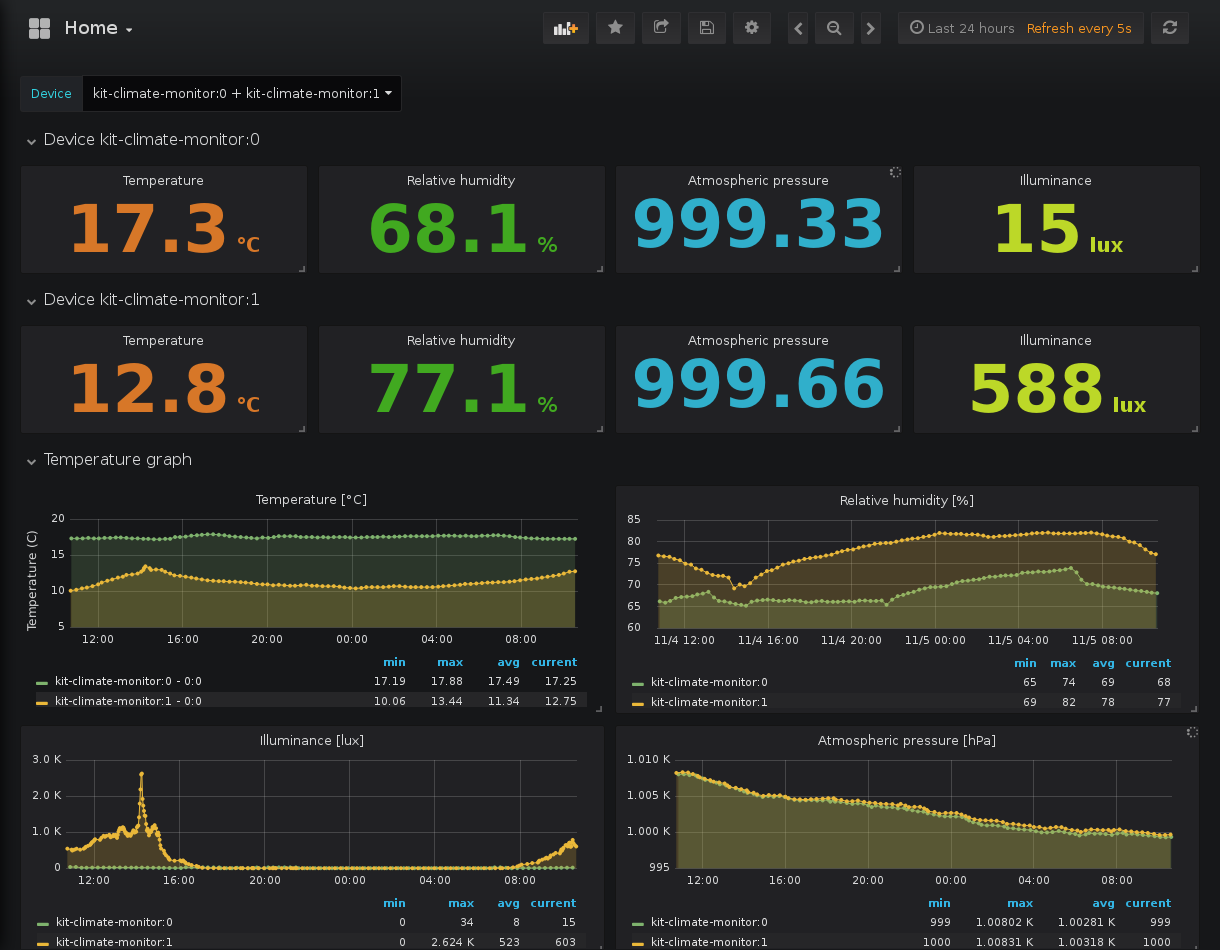 Home
Last 24 hours Refresh every 5s
Device kit-climate-monitor:0 + kit-climate-monitor:1
Device kit-climate-monitor:0
Temperature Relative humidity Atmospheric pressure Illuminance
17.3 °C 68.1 % 999.33 15 lux
Device kit-climate-monitor:1
Temperature Relative humidity Atmospheric pressure Illuminance
12.8 °C 77.1 % 999.66 588 lux
Temperature graph
Temperature [°C]
Temperature (C)
20
15
10
5
12:00 16:00 20:00 00:00 04:00 08:00
min max avg current
kit-climate-monitor:0 - 0:0 17.19 17.88 17.49 17.25
kit-climate-monitor:1 - 0:0 10.06 13.44 11.34 12.75
Relative humidity [%]
85
80
75
70
65
60
11/4 12:00 11/4 16:00 11/4 20:00 11/5 00:00 11/5 04:00 11/5 08:00
min max avg current
kit-climate-monitor:0 65 74 69 68
kit-climate-monitor:1 69 82 78 77
Illuminance [lux]
3.0 K
2.0 K
1.0 K
0
12:00 16:00 20:00 00:00 04:00 08:00
min max avg current
kit-climate-monitor:0 0 34 8 15
kit-climate-monitor:1 0 2.624 K 523 603
Atmospheric pressure [hPa]
1.010 K
1.005 K
1.000 K
995
12:00 16:00 20:00 00:00 04:00 08:00
min max avg current
kit-climate-monitor:0 999 1.00802 K 1.00281 K 999
kit-climate-monitor:1 1000 1.00831 K 1.00318 K 1000